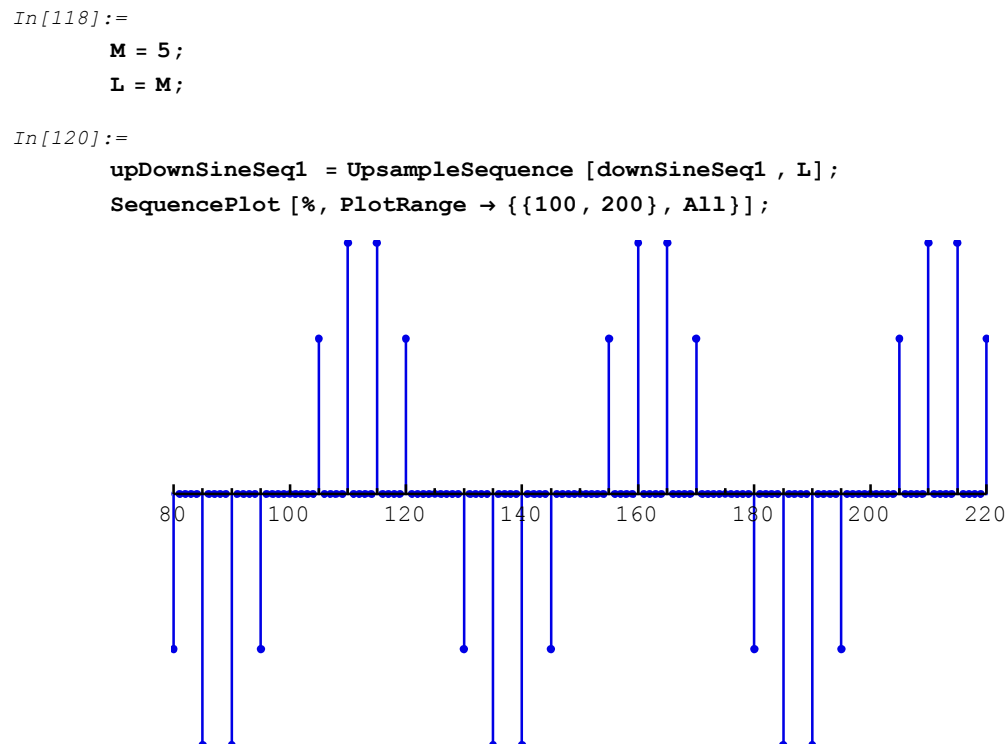 In[118]:=
M = 5;
L = M;
In[120]:=
upDownSineSeq1 = UpsampleSequence [downSineSeq1 , L];
SequencePlot [%, PlotRange → {{100 , 200} , All}];
80 100 120 140 160 180 200 220